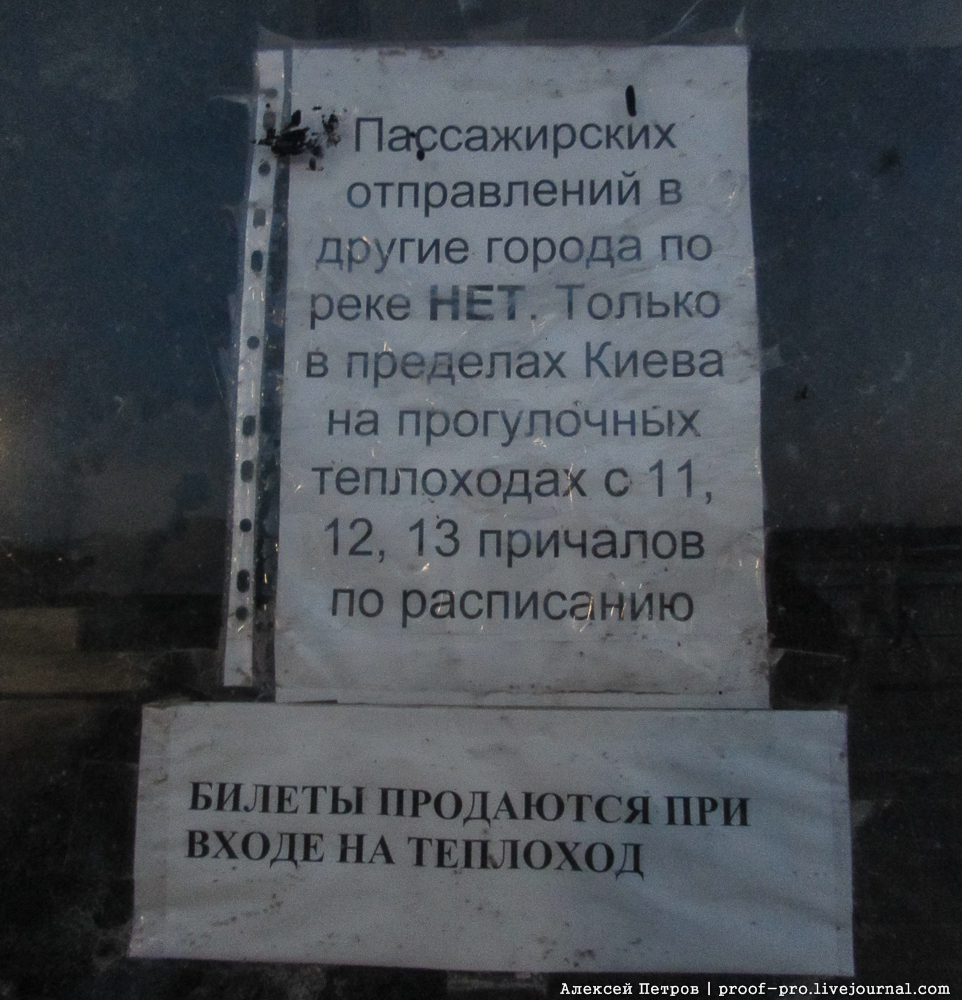 Пассажирских
отправлений в
другие города по
реке НЕТ. Только
в пределах Киева
на прогулочных
теплоходах с 11,
12, 13 причалов
по расписанию
БИЛЕТЫ ПРОДАЮТСЯ ПРИ
ВХОДЕ НА ТЕПЛОХОД
Алексей Петров | proof-pro.livejournal.com